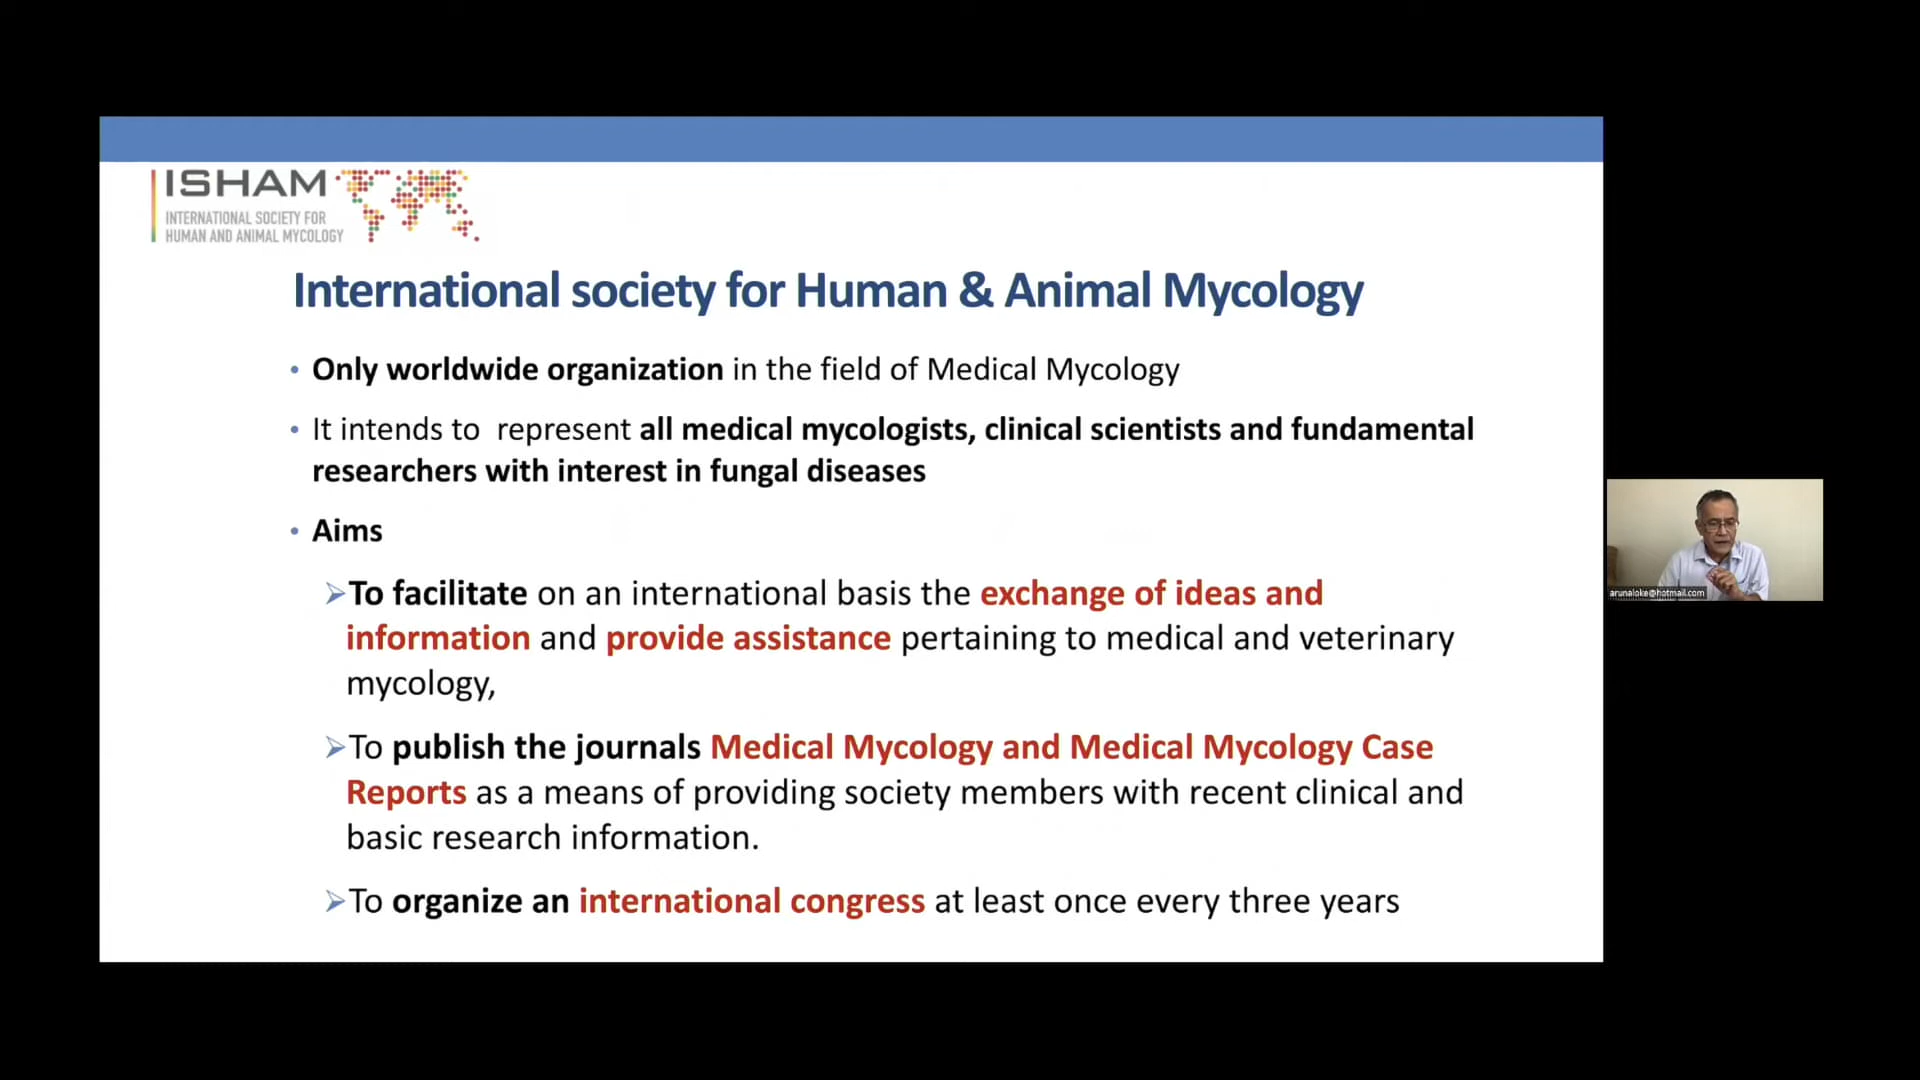 ISHAM
INTERNATIONAL SOCIETY FOR
HUMAN AND ANIMAL MYCOLOGY
International society for Human & Animal Mycology
• Only worldwide organization in the field of Medical Mycology
• It intends to  represent all medical mycologists, clinical scientists and fundamental
researchers with interest in fungal diseases
• Aims
➢To facilitate on an international basis the exchange of ideas and
information and provide assistance pertaining to medical and veterinary
mycology,
➢To publish the journals Medical Mycology and Medical Mycology Case
Reports as a means of providing society members with recent clinical and
basic research information.
➢To organize an international congress at least once every three years
arunaloke@hotmail.com